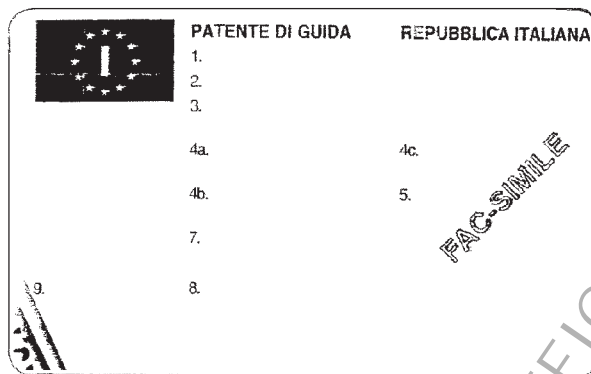 PATENTE DI GUIDA REPUBBLICA ITALIANA
I
1.
2.
3.
4a. 4c.
4b. 5.
FAC-SIMILE
7.
9. 8.